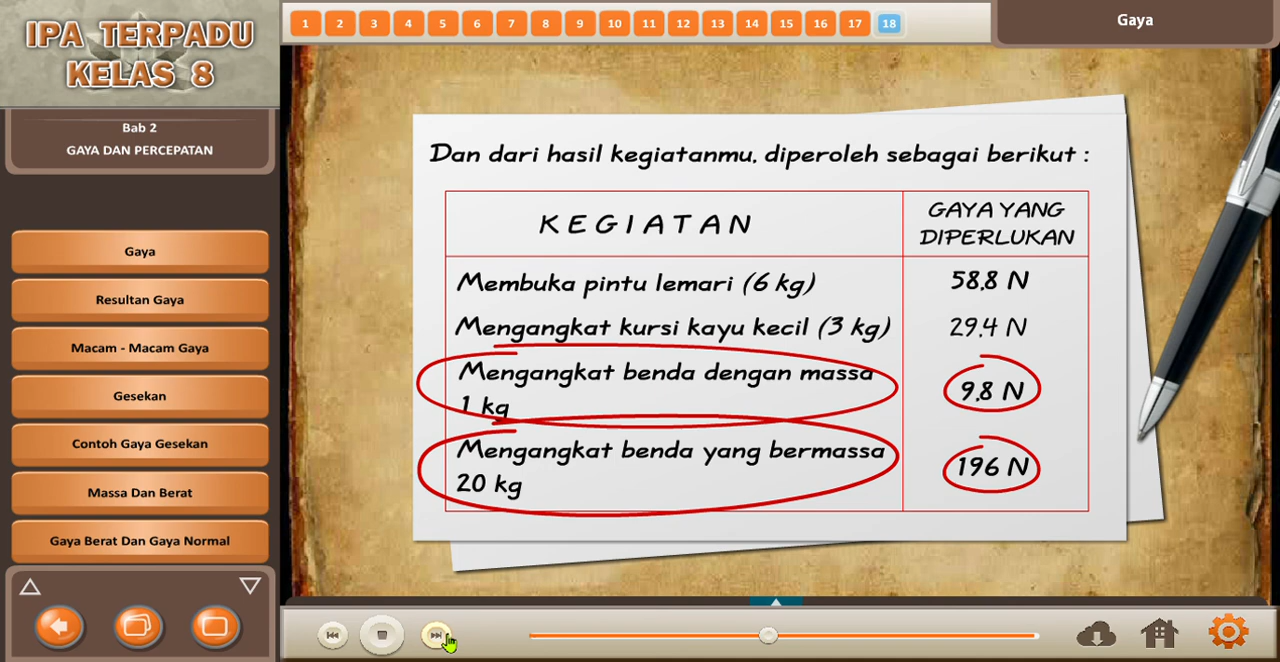 IPA TERPADU
KELAS 8
Bab 2
GAYA DAN PERCEPATAN
Gaya
Resultan Gaya
Macam - Macam Gaya
Gesekan
Contoh Gaya Gesekan
Massa Dan Berat
Gaya Berat Dan Gaya Normal
1 2 3 4 5 6 7 8 9 10 11 12 13 14 15 16 17 18
Gaya
Dan dari hasil kegiatanmu, diperoleh sebagai berikut :
KEGIATAN
GAYA YANG
DIPERLUKAN
Membuka pintu lemari (6 kg) 58,8 N
Mengangkat kursi kayu kecil (3 kg) 29,4 N
Mengangkat benda dengan massa
1 kg 9,8 N
Mengangkat benda yang bermassa
20 kg 196 N